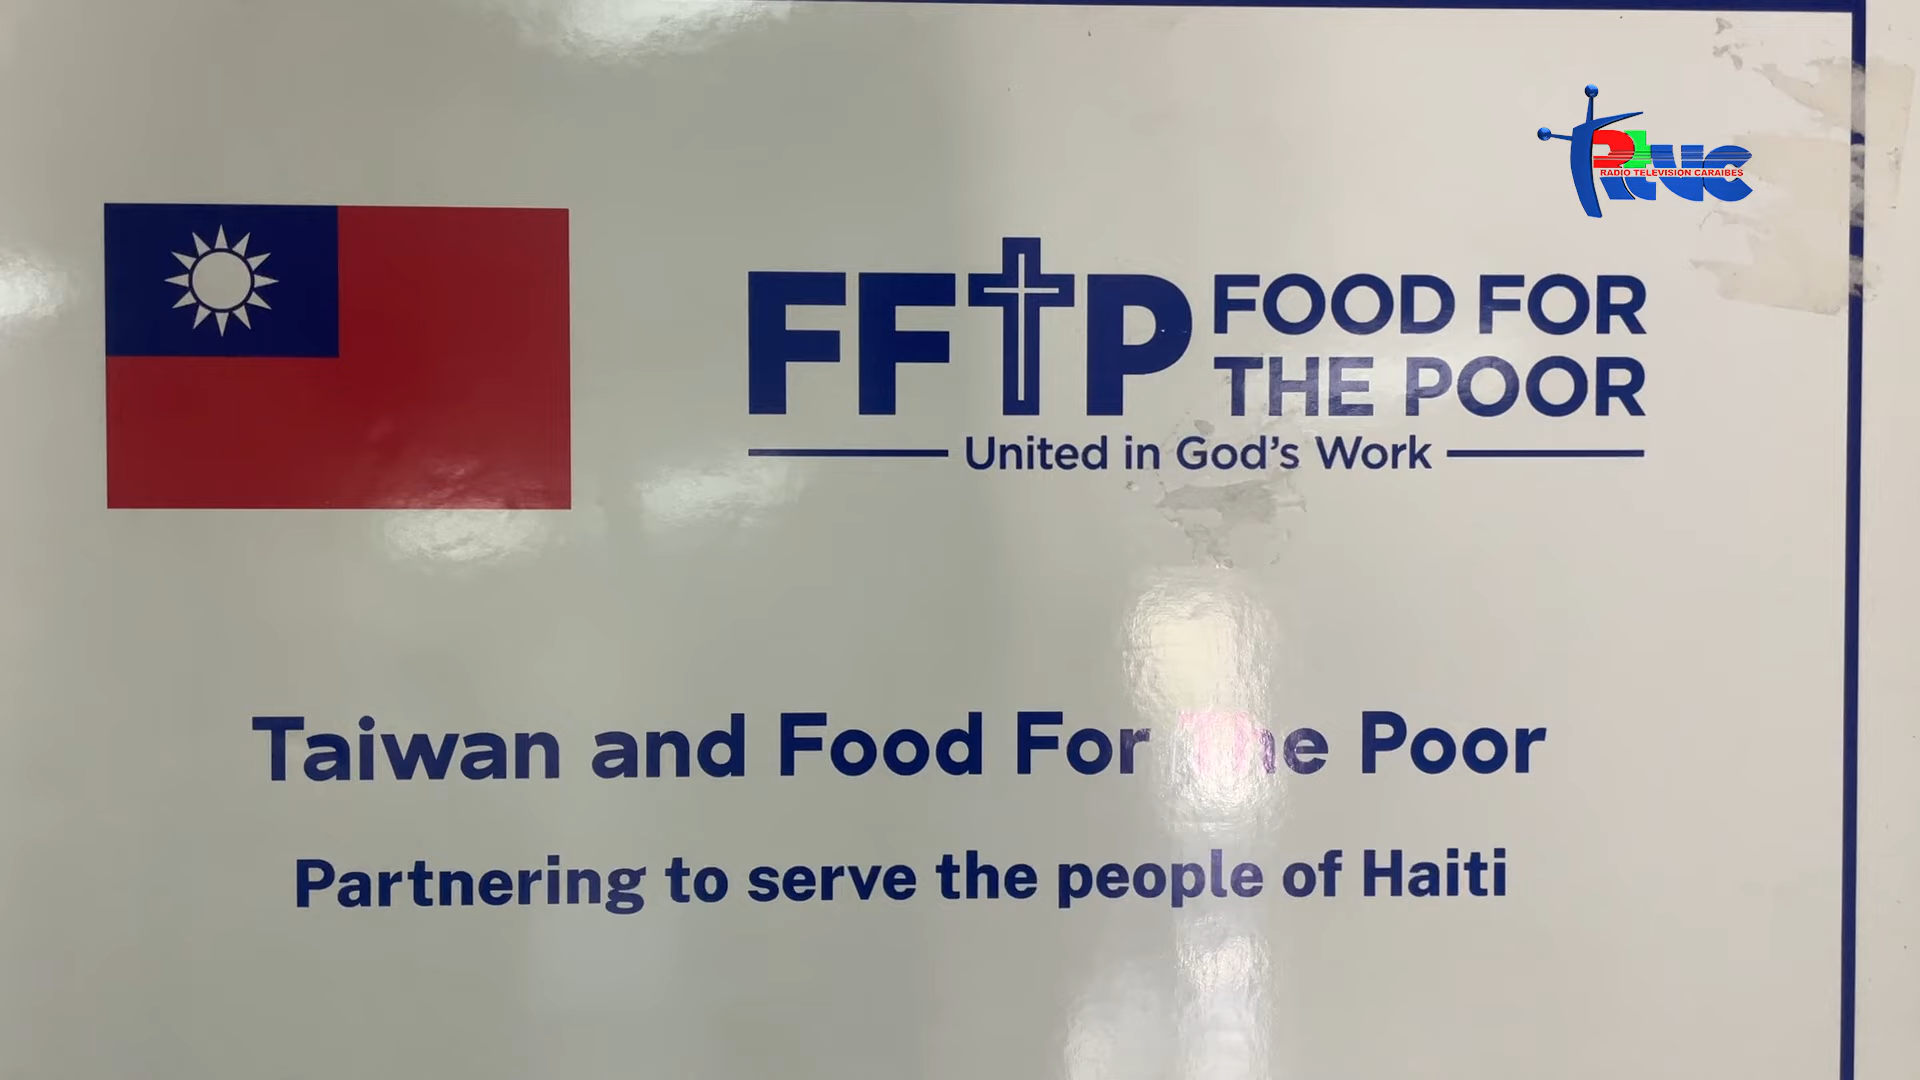 RTVC
RADIO TELEVISION CARAIBES
FFTP FOOD FOR
THE POOR
United in God's Work
Taiwan and Food For The Poor
Partnering to serve the people of Haiti